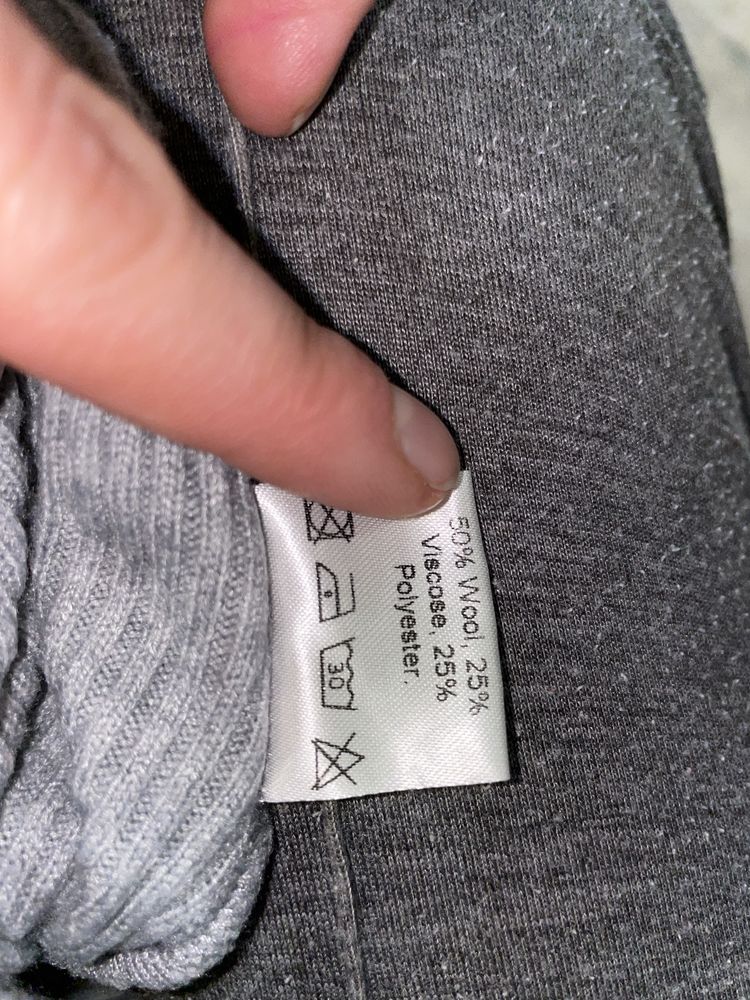 50% Wool, 25%
Viscose, 25%
Polyester.
30